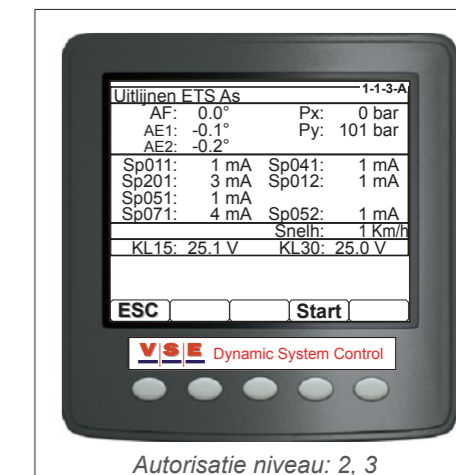 1-1-3-A
Uitlijnen ETS As
AF: 0.0° Px: 0 bar
AE1: -0.1° Py: 101 bar
AE2: -0.2°
Sp011: 1 mA Sp041: 1 mA
Sp201: 3 mA Sp012: 1 mA
Sp051: 1 mA
Sp071: 4 mA Sp052: 1 mA
Snelh: 1 Km/h
KL15: 25.1 V KL30: 25.0 V
ESC Start
V|S|E Dynamic System Control
Autorisatie niveau: 2, 3